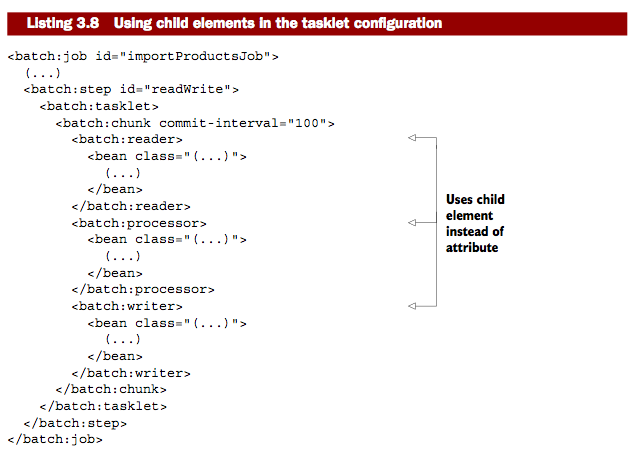 Listing 3.8 Using child elements in the tasklet configuration
<batch:job id="importProductsJob">
  (...)
  <batch:step id="readWrite">
    <batch:tasklet>
      <batch:chunk commit-interval="100">
        <batch:reader>
          <bean class="(...)">
            (...)
          </bean>
        </batch:reader>
        <batch:processor>
          <bean class="(...)">
            (...)
          </bean>
        </batch:processor>
        <batch:writer>
          <bean class="(...)">
            (...)
          </bean>
        </batch:writer>
      </batch:chunk>
    </batch:tasklet>
  </batch:step>
</batch:job>
Uses child
element
instead of
attribute